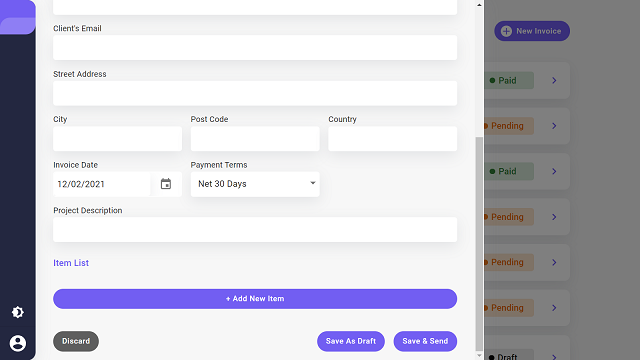 New Invoice
Client's Email
Street Address
Paid
City Post Code Country
Pending
Invoice Date Payment Terms
Paid
12/02/2021 Net 30 Days
Project Description
Pending
Item List
Pending
+ Add New Item
Pending
Discard Save As Draft Save & Send
Draft